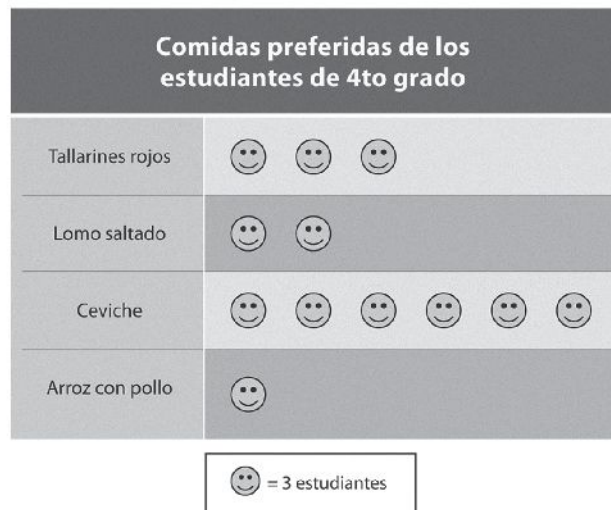 Comidas preferidas de los
estudiantes de 4to grado
Tallarines rojos
Lomo saltado
Ceviche
Arroz con pollo
= 3 estudiantes